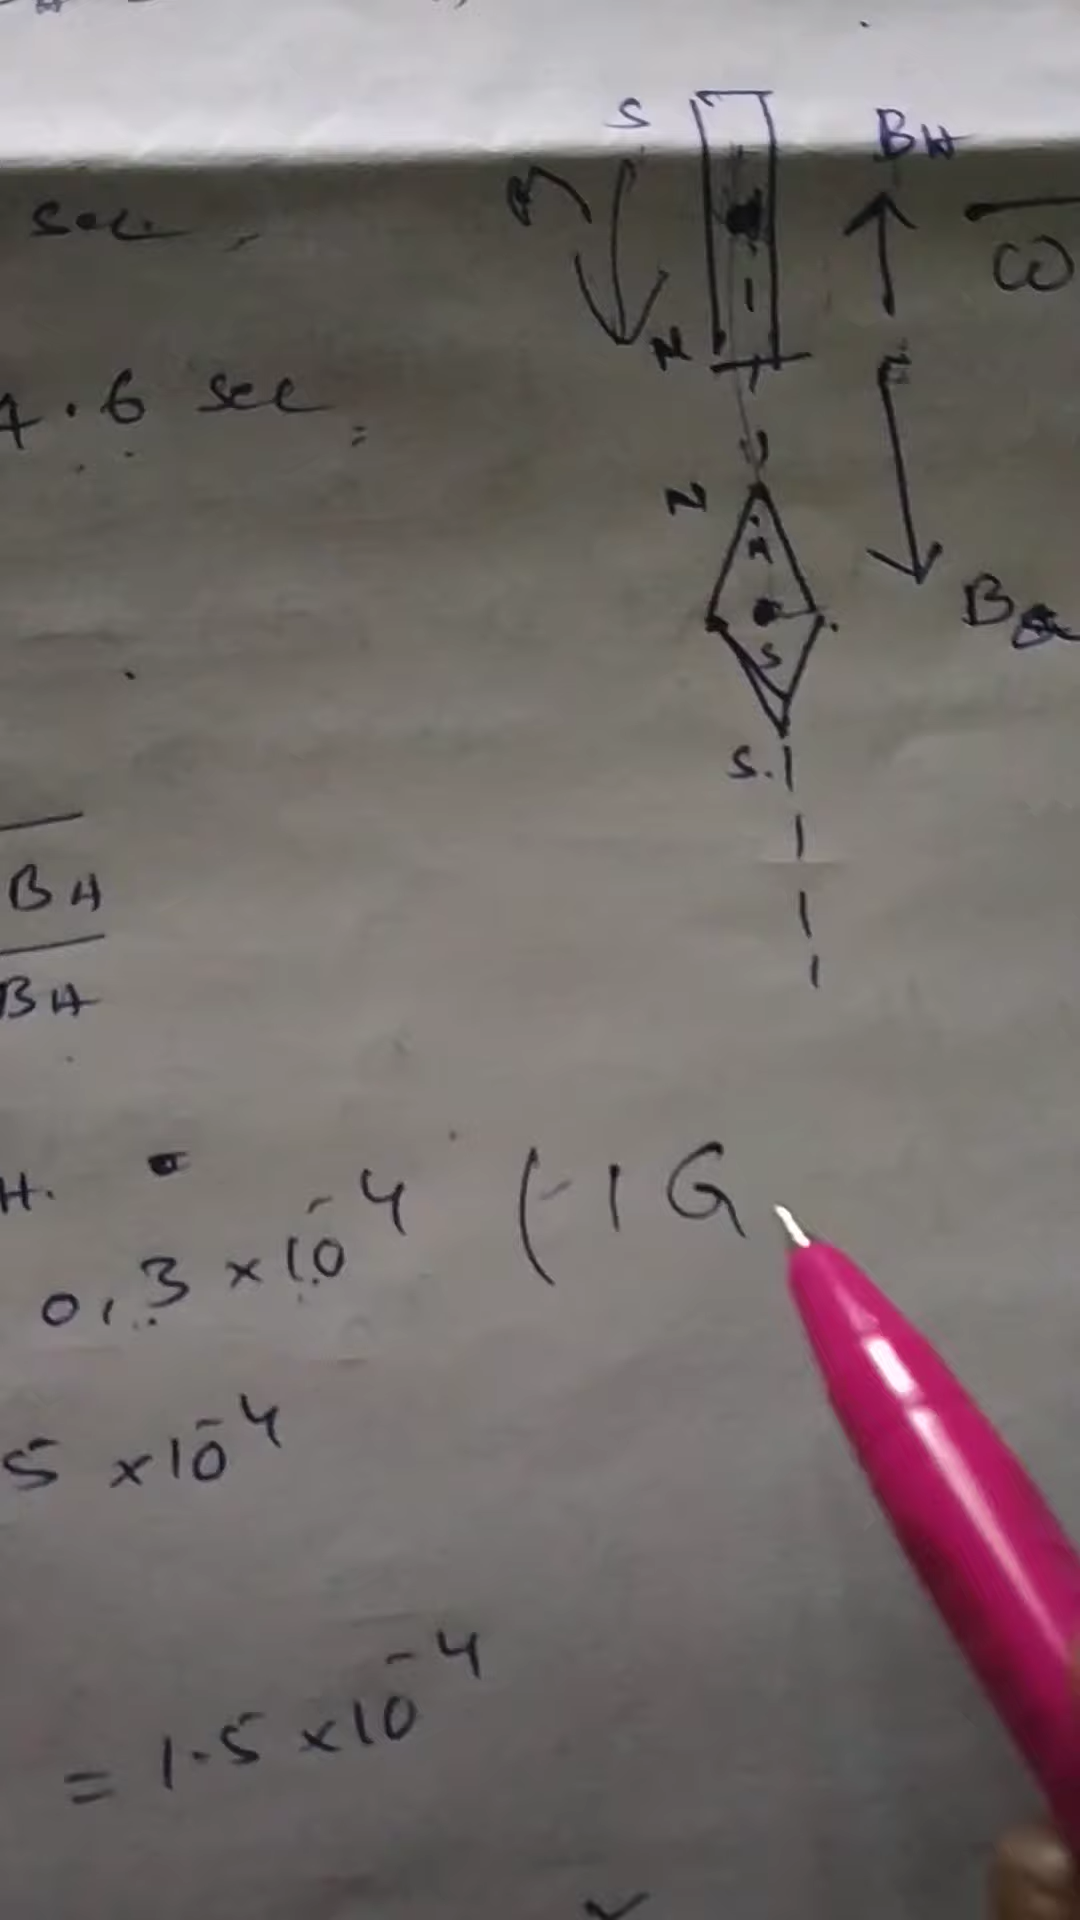 S
BH
sec,
N
ω
4.6 sec
N
N
S
B
S.
BH
BH
H.
0.3 × 10^-4 (- 1 G
5 × 10^-4
= 1.5 × 10^-4